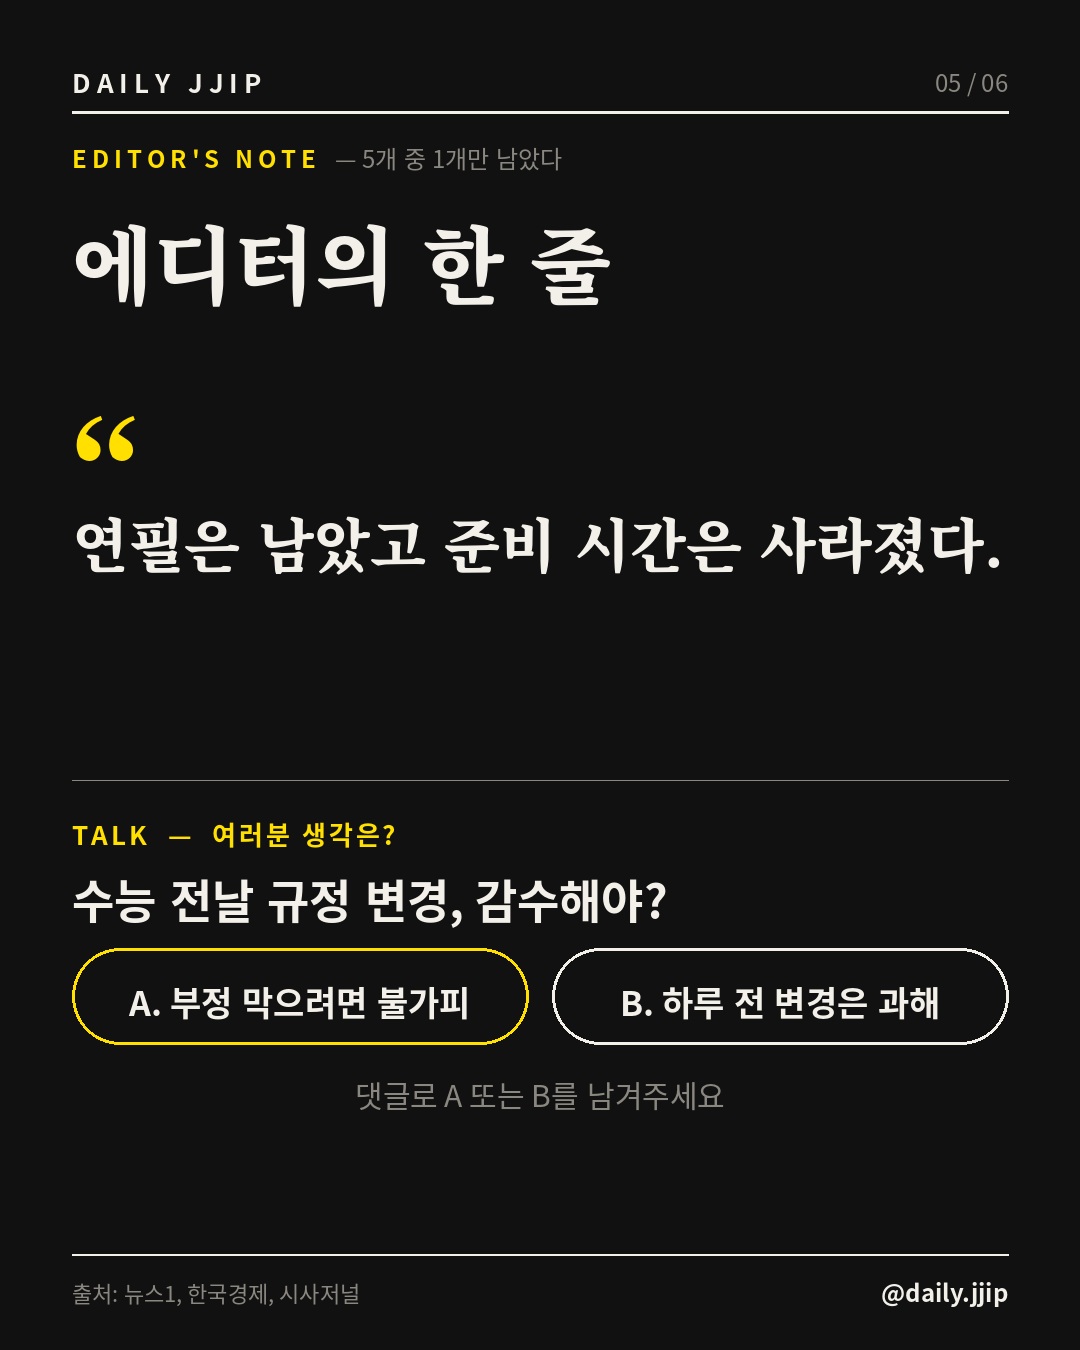 DAILY JJIP
05 / 06
EDITOR'S NOTE — 5개 중 1개만 남았다
에디터의 한 줄
“
연필은 남았고 준비 시간은 사라졌다.
TALK — 여러분 생각은?
수능 전날 규정 변경, 감수해야?
A. 부정 막으려면 불가피
B. 하루 전 변경은 과해
댓글로 A 또는 B를 남겨주세요
출처: 뉴스1, 한국경제, 시사저널
@daily.jjip